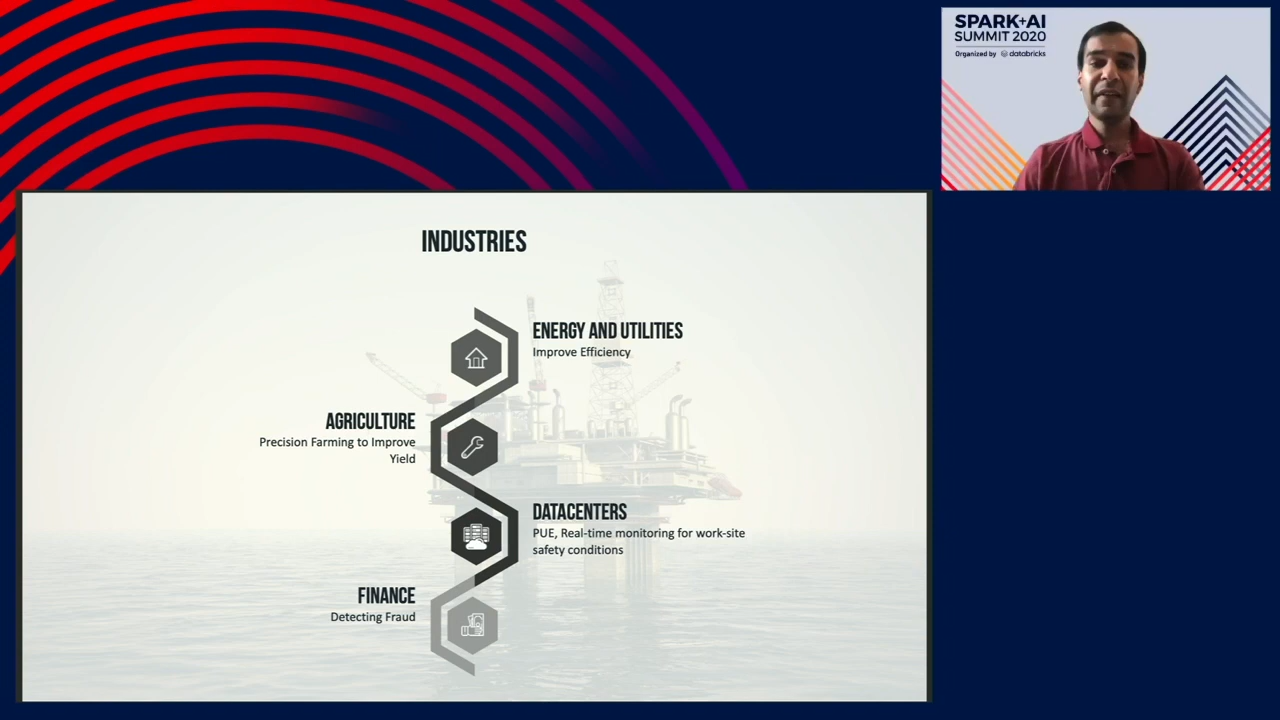 SPARK+AI
SUMMIT 2020
Organized by databricks
INDUSTRIES
ENERGY AND UTILITIES
Improve Efficiency
AGRICULTURE
Precision Farming to Improve
Yield
DATACENTERS
PUE, Real-time monitoring for work-site
safety conditions
FINANCE
Detecting Fraud